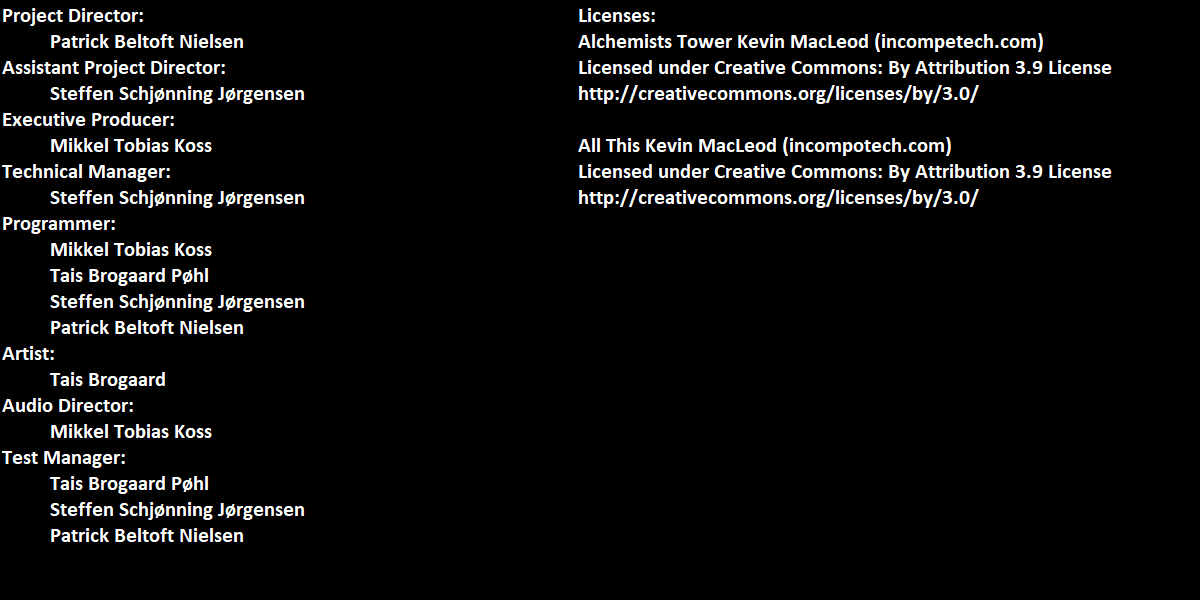 Project Director:
Patrick Beltoft Nielsen
Assistant Project Director:
Steffen Schjønning Jørgensen
Executive Producer:
Mikkel Tobias Koss
Technical Manager:
Steffen Schjønning Jørgensen
Programmer:
Mikkel Tobias Koss
Tais Brogaard Pøhl
Steffen Schjønning Jørgensen
Patrick Beltoft Nielsen
Artist:
Tais Brogaard
Audio Director:
Mikkel Tobias Koss
Test Manager:
Tais Brogaard Pøhl
Steffen Schjønning Jørgensen
Patrick Beltoft Nielsen
Licenses:
Alchemists Tower Kevin MacLeod (incompetech.com)
Licensed under Creative Commons: By Attribution 3.9 License
http://creativecommons.org/licenses/by/3.0/
All This Kevin MacLeod (incompotech.com)
Licensed under Creative Commons: By Attribution 3.9 License
http://creativecommons.org/licenses/by/3.0/